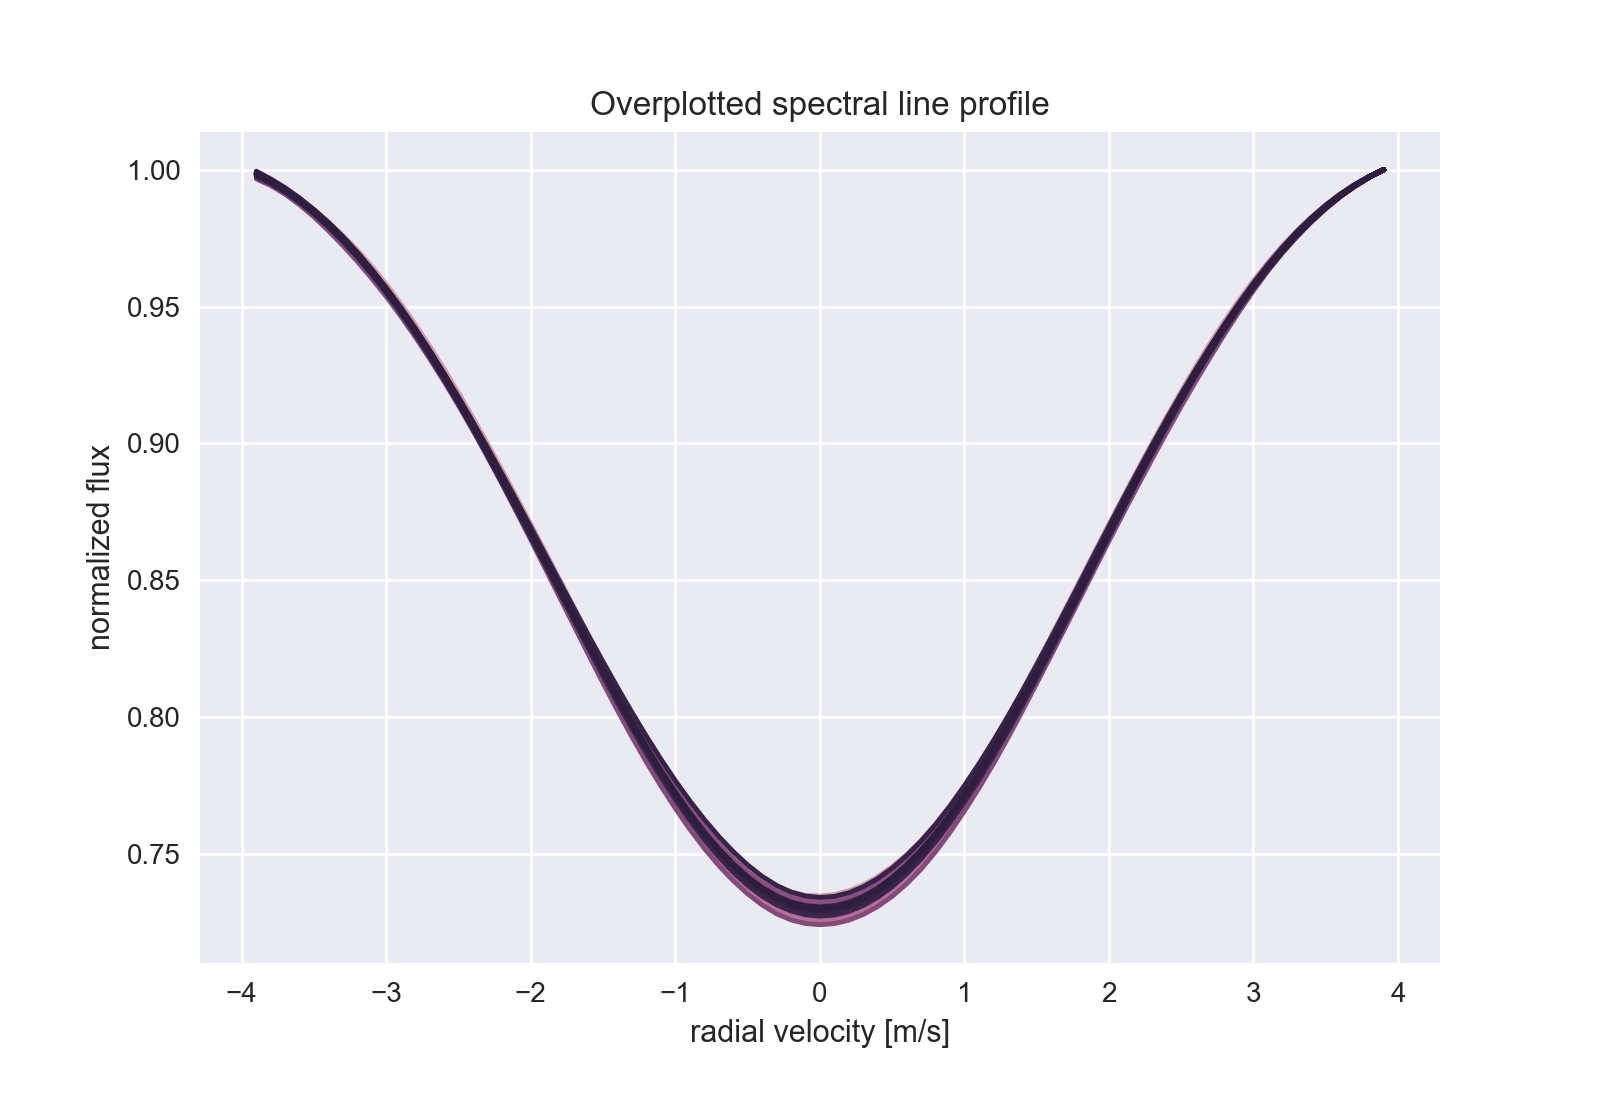 Overplotted spectral line profile
1.00
0.95
0.90
0.85
0.80
0.75
normalized flux
−4 −3 −2 −1 0 1 2 3 4
radial velocity [m/s]